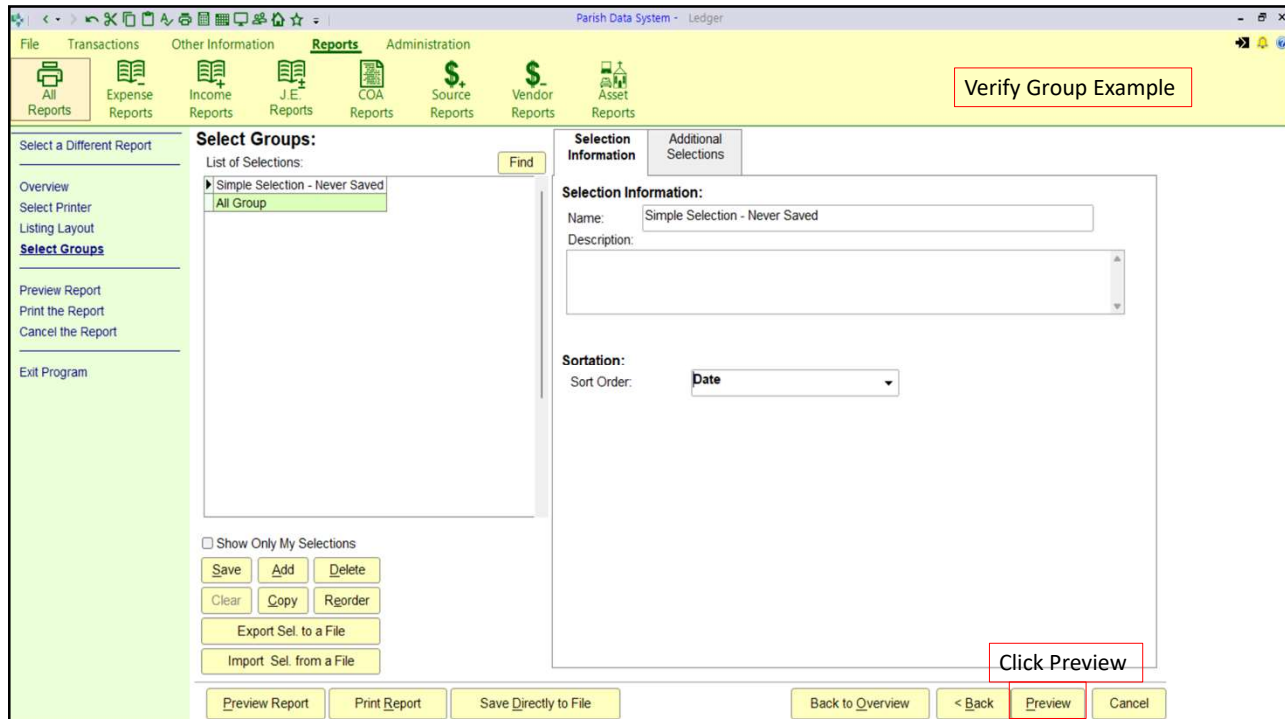 Parish Data System - Ledger
File Transactions Other Information Reports Administration
All Reports
Expense Reports
Income Reports
J.E. Reports
COA Reports
Source Reports
Vendor Reports
Asset Reports
Verify Group Example
Select a Different Report
Overview
Select Printer
Listing Layout
Select Groups
Preview Report
Print the Report
Cancel the Report
Exit Program
Select Groups:
List of Selections:
Find
Simple Selection - Never Saved
All Group
Show Only My Selections
Save Add Delete
Clear Copy Reorder
Export Sel. to a File
Import Sel. from a File
Selection Information
Additional Selections
Selection Information:
Name: Simple Selection - Never Saved
Description:
Sortation:
Sort Order: Date
Click Preview
Preview Report Print Report Save Directly to File Back to Overview < Back Preview Cancel